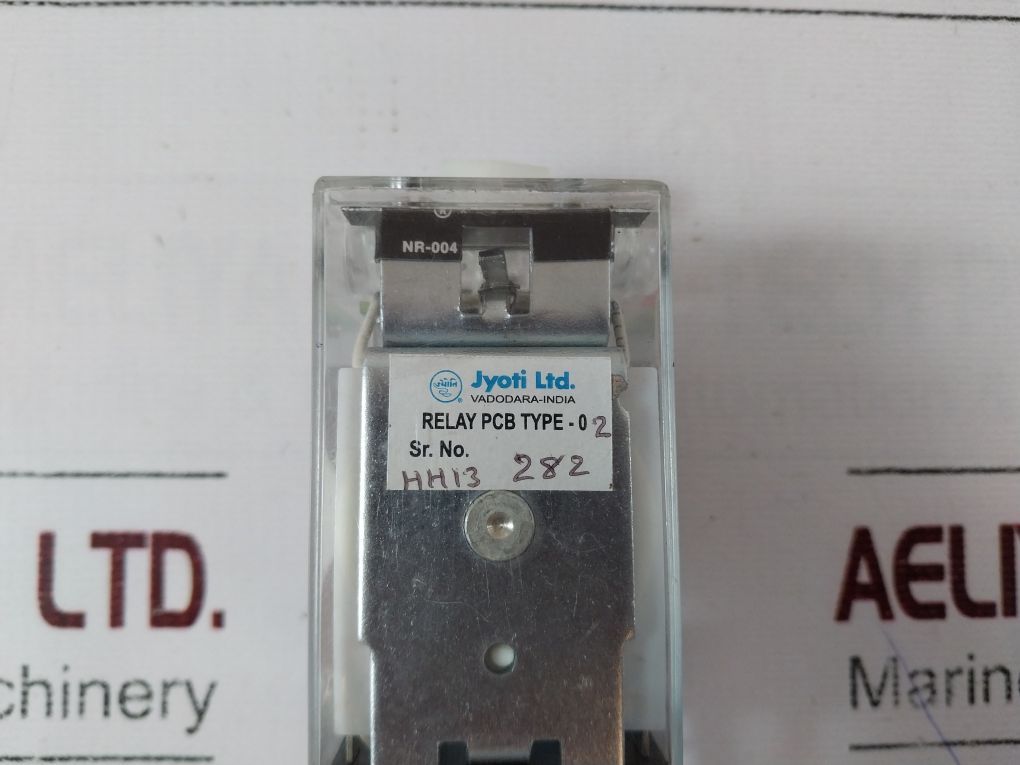 NR-004
Jyoti Ltd.
VADODARA-INDIA
RELAY PCB TYPE - 02
Sr. No.
HH13 282
LTD.
chinery
AELI
Marin